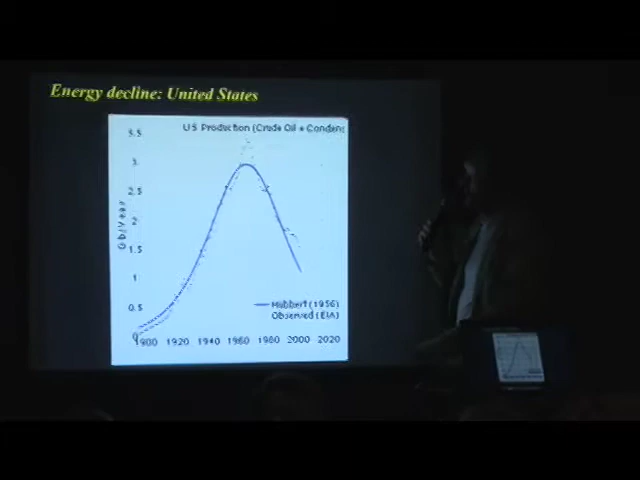 Energy decline: United States
US Production (Crude Oil + Condens
3.5
3
2.5
2
1.5
1
0.5
0
Gb/Year
Hubbert (1956)
Observed (EIA)
1900 1920 1940 1960 1980 2000 2020